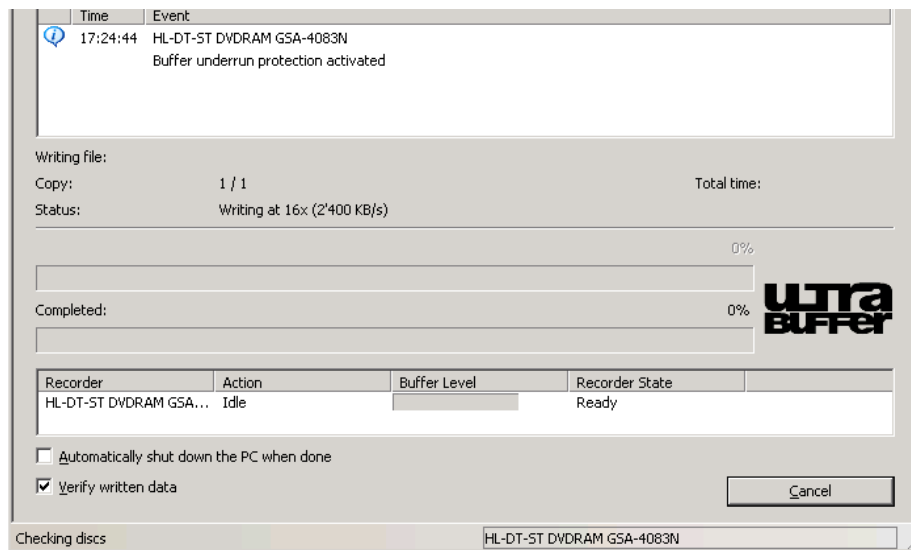 Time Event
17:24:44 HL-DT-ST DVDRAM GSA-4083N
Buffer underrun protection activated
Writing file:
Copy: 1 / 1 Total time:
Status: Writing at 16x (2'400 KB/s)
0%
Completed: 0%
ULTRA
BUFFER
Recorder Action Buffer Level Recorder State
HL-DT-ST DVDRAM GSA... Idle Ready
Automatically shut down the PC when done
Verify written data
Cancel
Checking discs HL-DT-ST DVDRAM GSA-4083N